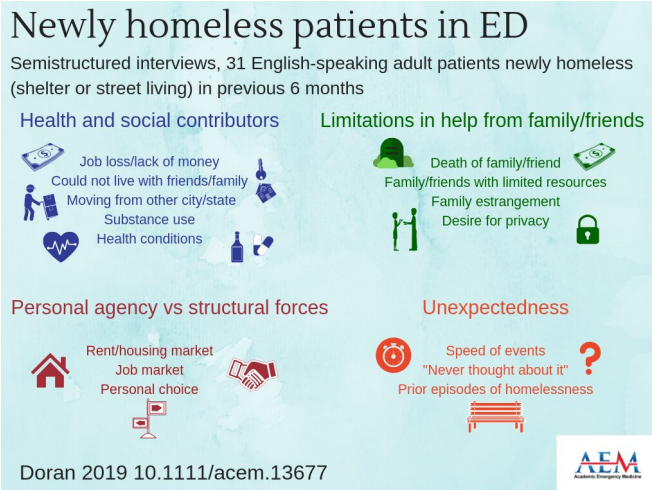 Newly homeless patients in ED
Semistructured interviews, 31 English-speaking adult patients newly homeless
(shelter or street living) in previous 6 months
Health and social contributors
Job loss/lack of money
Could not live with friends/family
Moving from other city/state
Substance use
Health conditions
Limitations in help from family/friends
Death of family/friend
Family/friends with limited resources
Family estrangement
Desire for privacy
Personal agency vs structural forces
Rent/housing market
Job market
Personal choice
Unexpectedness
Speed of events
"Never thought about it"
Prior episodes of homelessness
?
Doran 2019 10.1111/acem.13677
AEM
Academic Emergency Medicine